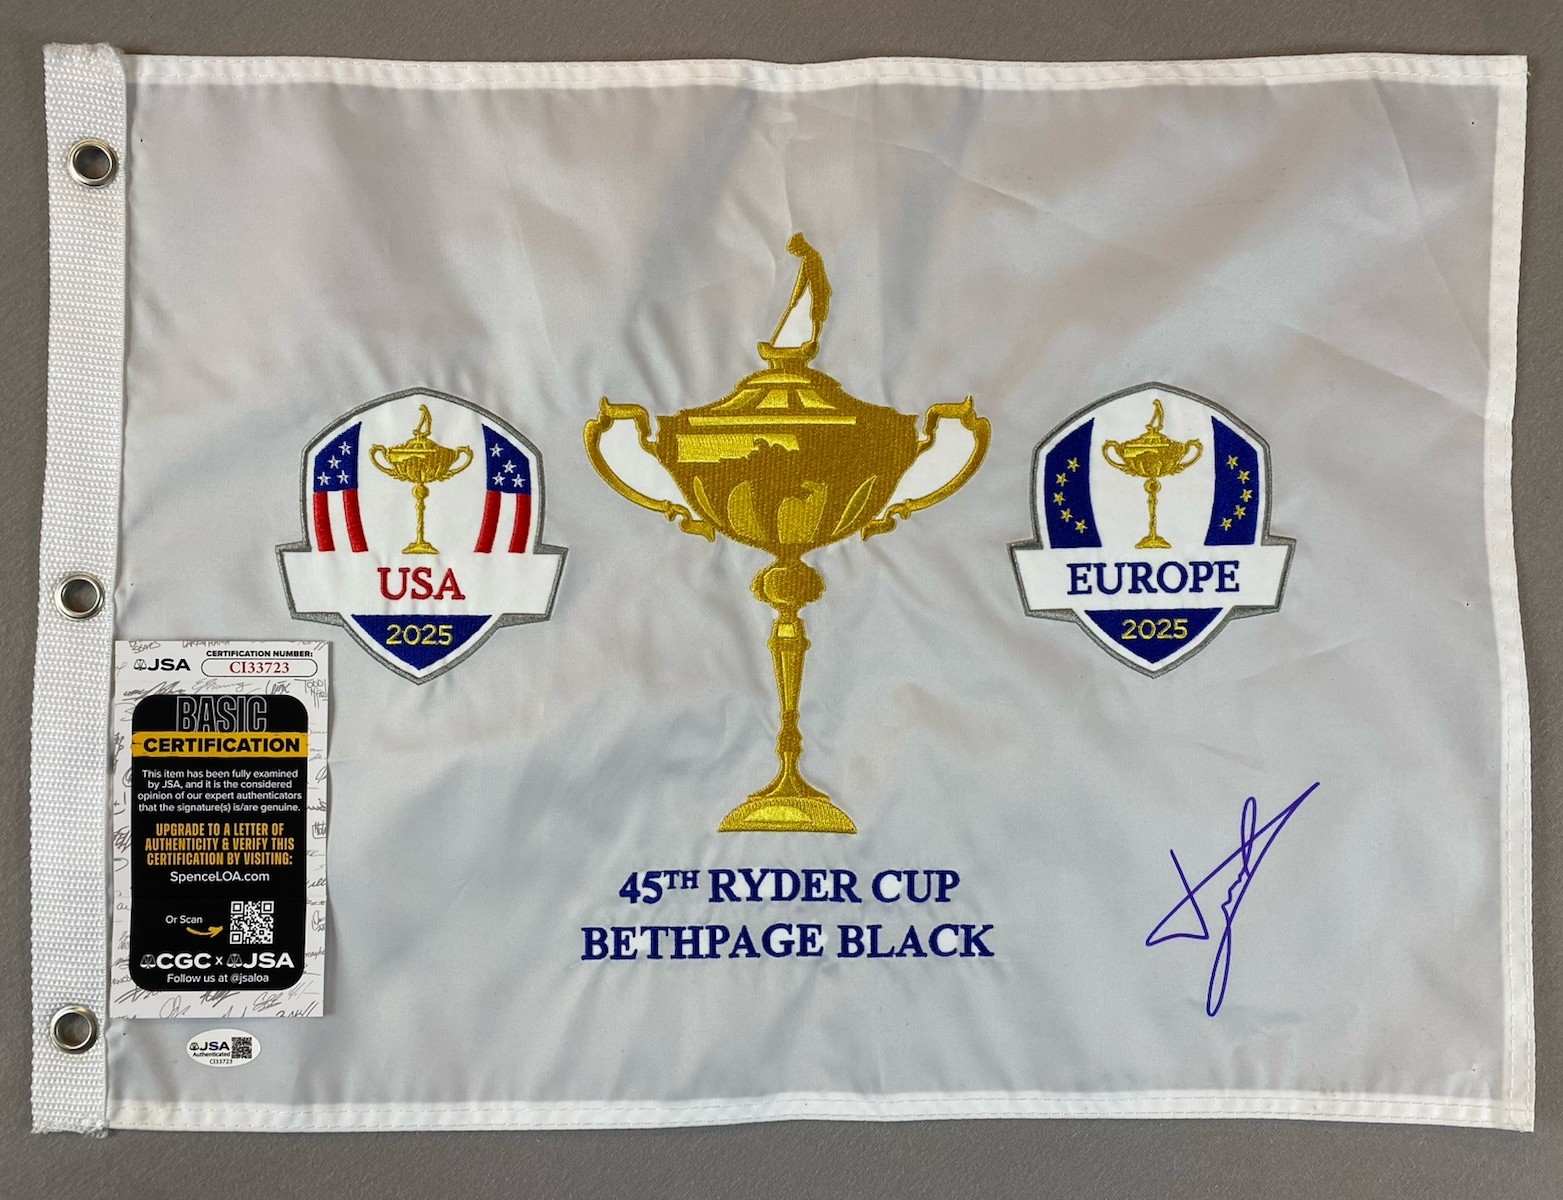 USA
2025
EUROPE
2025
45TH RYDER CUP
BETHPAGE BLACK
JSA
CERTIFICATION NUMBER:
CI33723
BASIC
CERTIFICATION
This item has been fully examined
by JSA, and it is the considered
opinion of our expert authenticators
that the signature(s) is/are genuine.
UPGRADE TO A LETTER OF
AUTHENTICITY & VERIFY THIS
CERTIFICATION BY VISITING:
SpenceLOA.com
Or Scan
CGC x JSA
Follow us at @jsaloa
JSA
Authenticated
CI33723